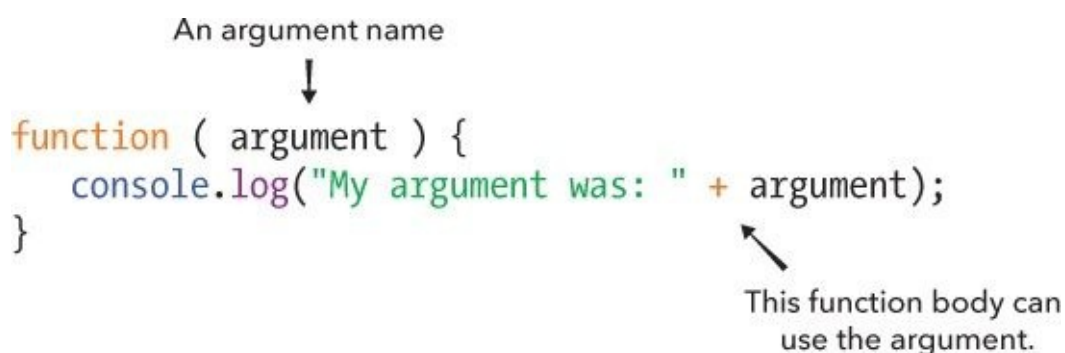 An argument name
function ( argument ) {
console.log("My argument was: " + argument);
}
This function body can
use the argument.